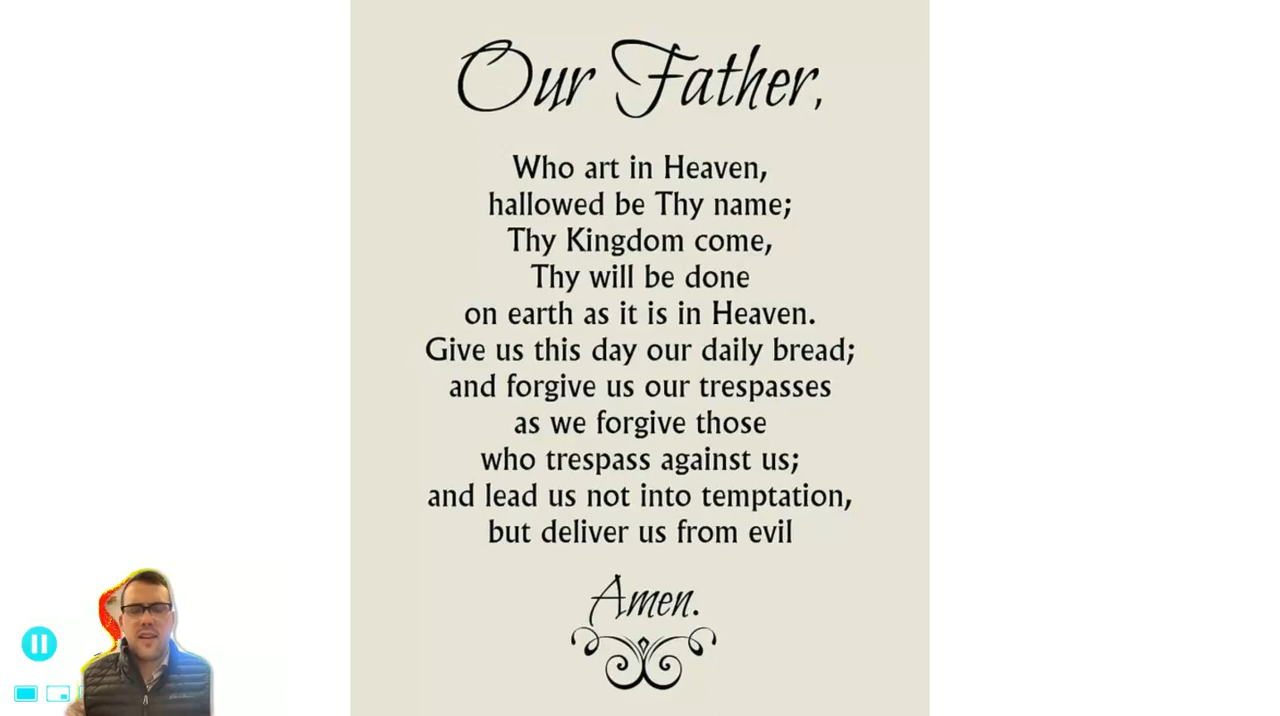 Our Father,
Who art in Heaven,
hallowed be Thy name;
Thy Kingdom come,
Thy will be done
on earth as it is in Heaven.
Give us this day our daily bread;
and forgive us our trespasses
as we forgive those
who trespass against us;
and lead us not into temptation,
but deliver us from evil
Amen.